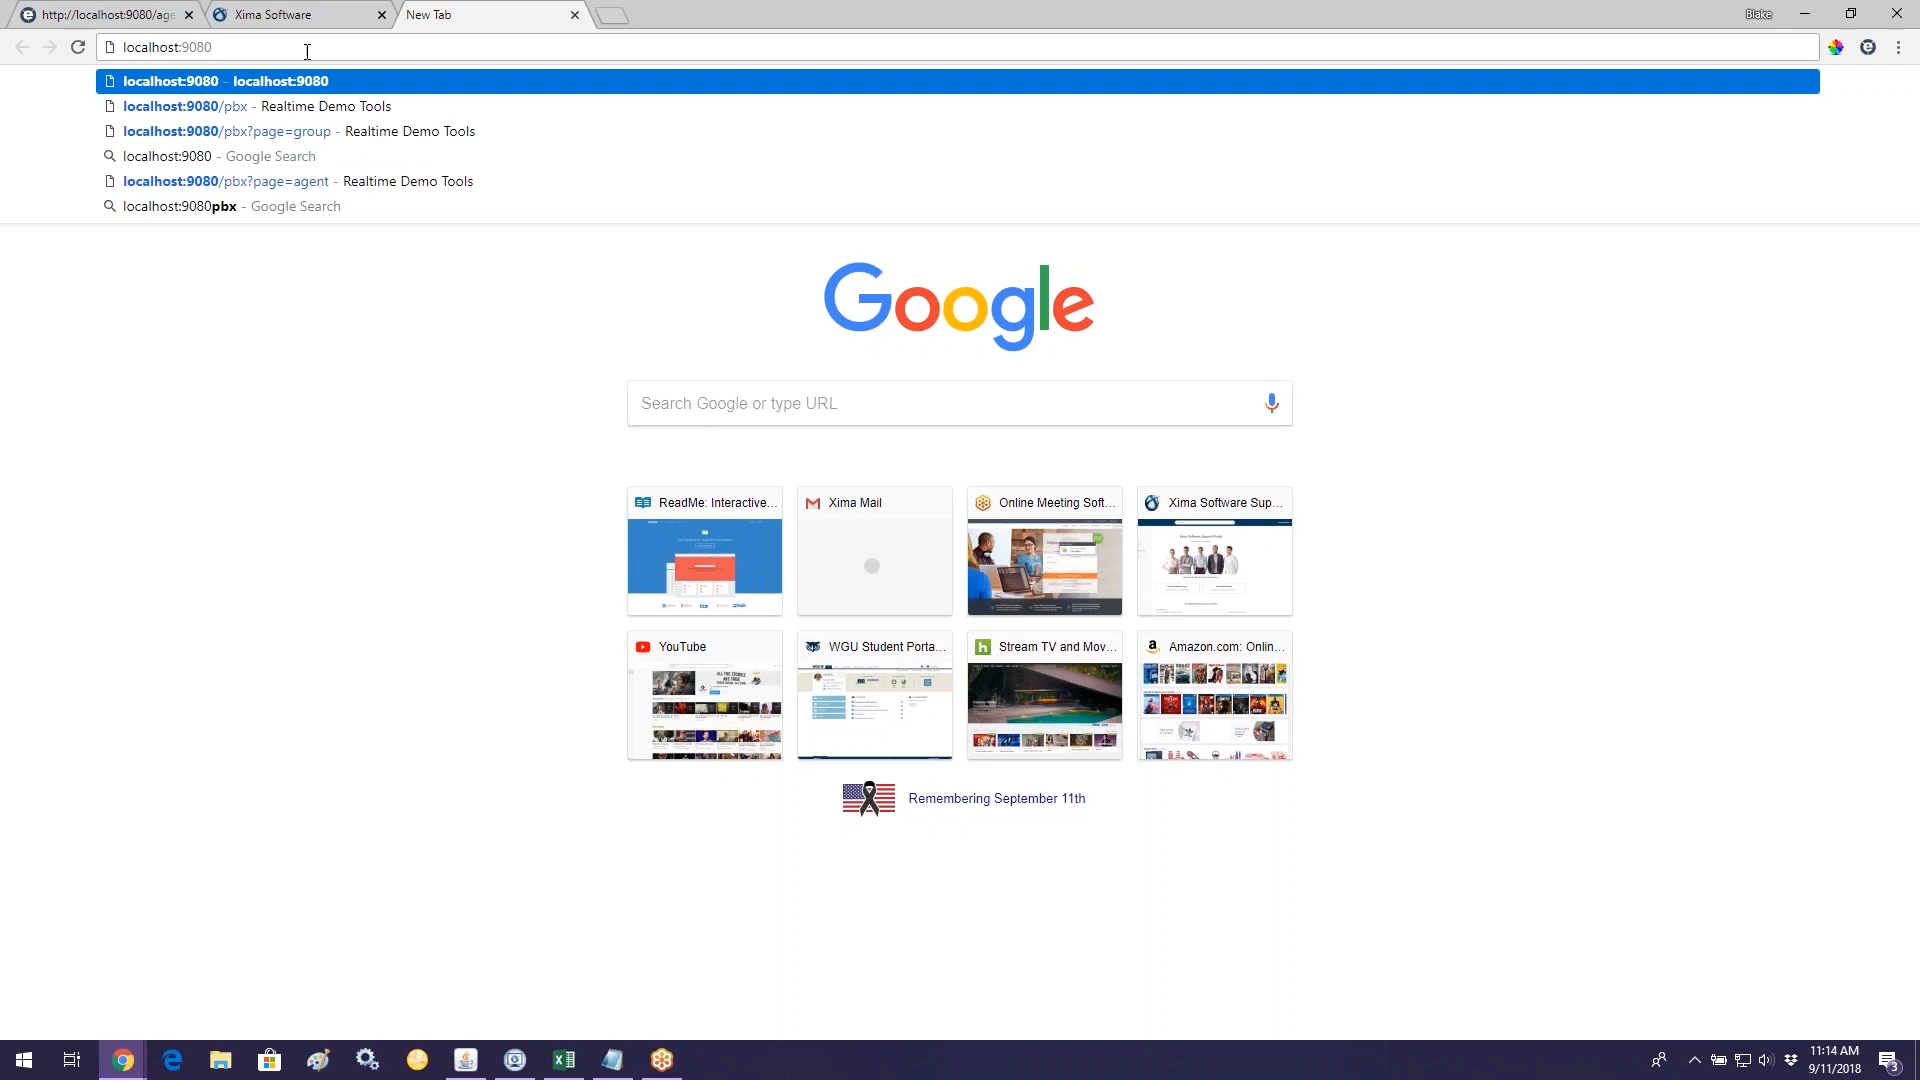 http://localhost:9080/age
Xima Software
New Tab
Blake
localhost:9080
localhost:9080 - localhost:9080
localhost:9080/pbx - Realtime Demo Tools
localhost:9080/pbx?page=group - Realtime Demo Tools
localhost:9080 - Google Search
localhost:9080/pbx?page=agent - Realtime Demo Tools
localhost:9080pbx - Google Search
Google
Search Google or type URL
ReadMe: Interactive...
Xima Mail
Online Meeting Soft...
Xima Software Sup...
YouTube
WGU Student Porta...
Stream TV and Mov...
Amazon.com: Onlin...
Remembering September 11th
11:14 AM
9/11/2018
3